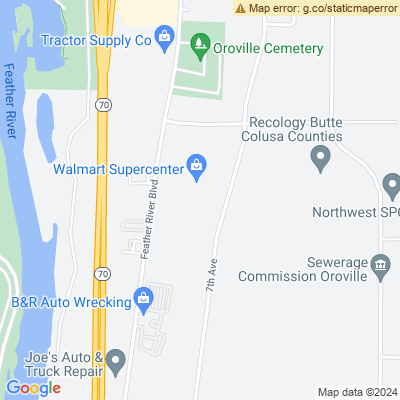 Map error: g.co/staticmaperror
Tractor Supply Co
Oroville Cemetery
Feather River
70
Recology Butte
Colusa Counties
Walmart Supercenter
Feather River Blvd
Northwest SPC
7th Ave
Sewerage
Commission Oroville
70
B&R Auto Wrecking
Joe's Auto &
Truck Repair
Google
Map data ©2024